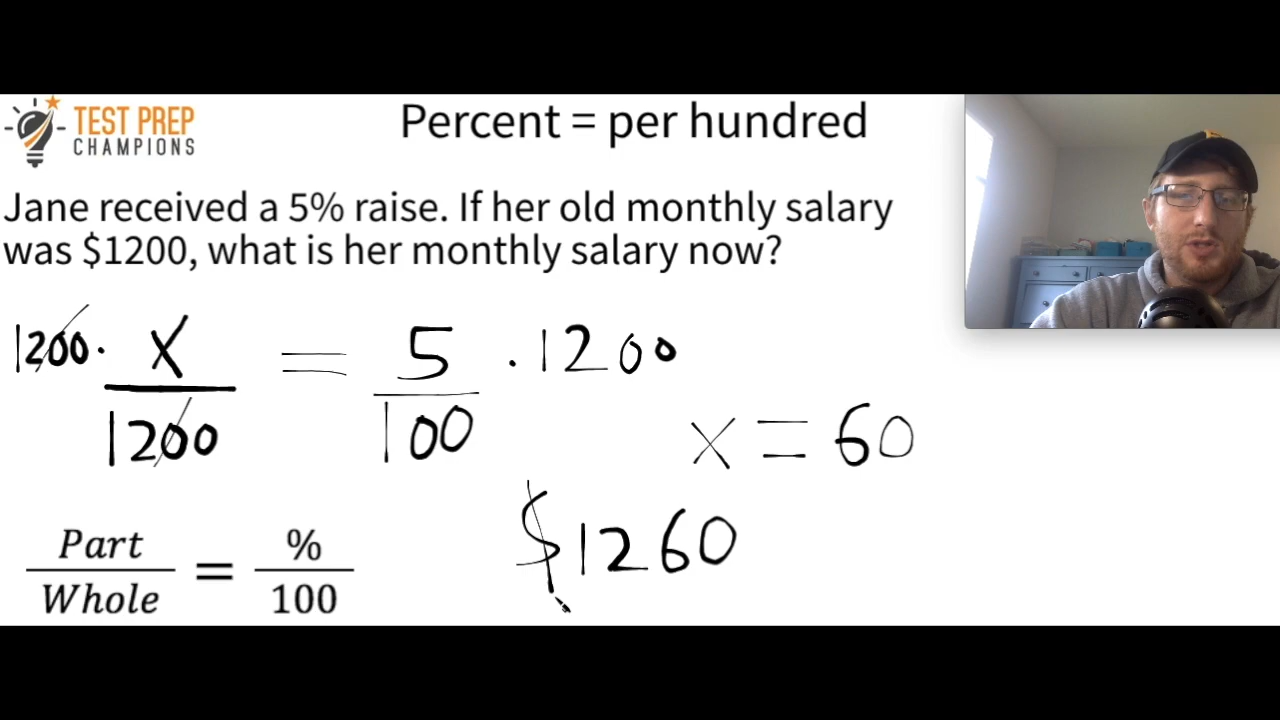 TEST PREP
CHAMPIONS
Percent = per hundred
Jane received a 5% raise. If her old monthly salary
was $1200, what is her monthly salary now?
1200 · x = 5 · 1200
1200 100
x = 60
$1260
Part = %
Whole 100